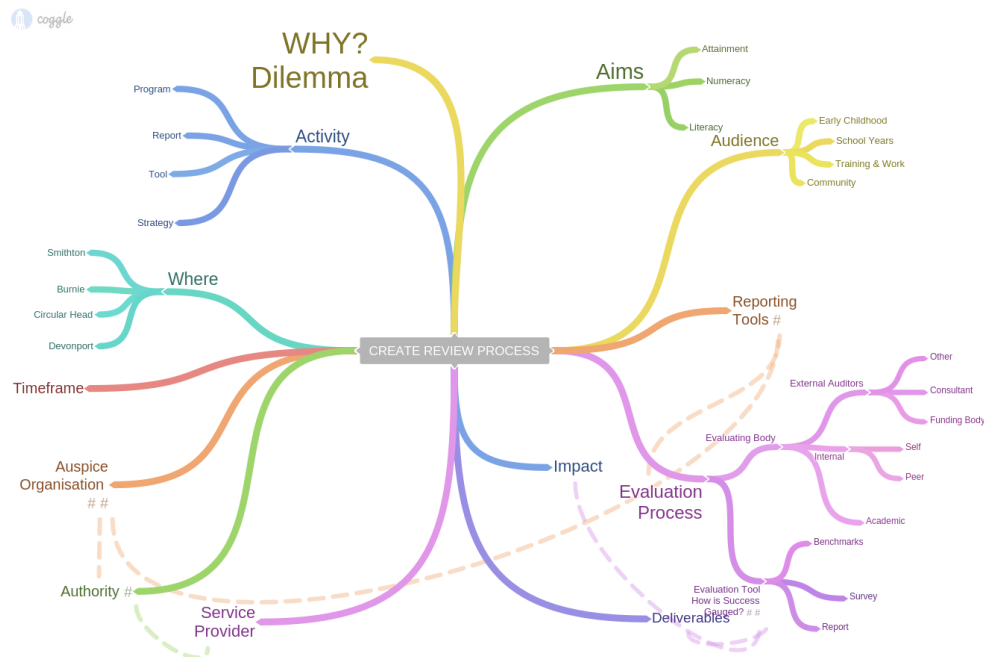 coggle
WHY?
Dilemma
Aims
Attainment
Numeracy
Literacy
Audience
Early Childhood
School Years
Training & Work
Community
Program
Report
Tool
Strategy
Activity
Smithton
Burnie
Circular Head
Devonport
Where
CREATE REVIEW PROCESS
Reporting
Tools #
Timeframe
Auspice
Organisation
# #
Authority #
Service
Provider
Impact
Deliverables
Evaluation
Process
Evaluating Body
External Auditors
Other
Consultant
Funding Body
Internal
Self
Peer
Academic
Evaluation Tool
How is Success
Gauged? # #
Benchmarks
Survey
Report